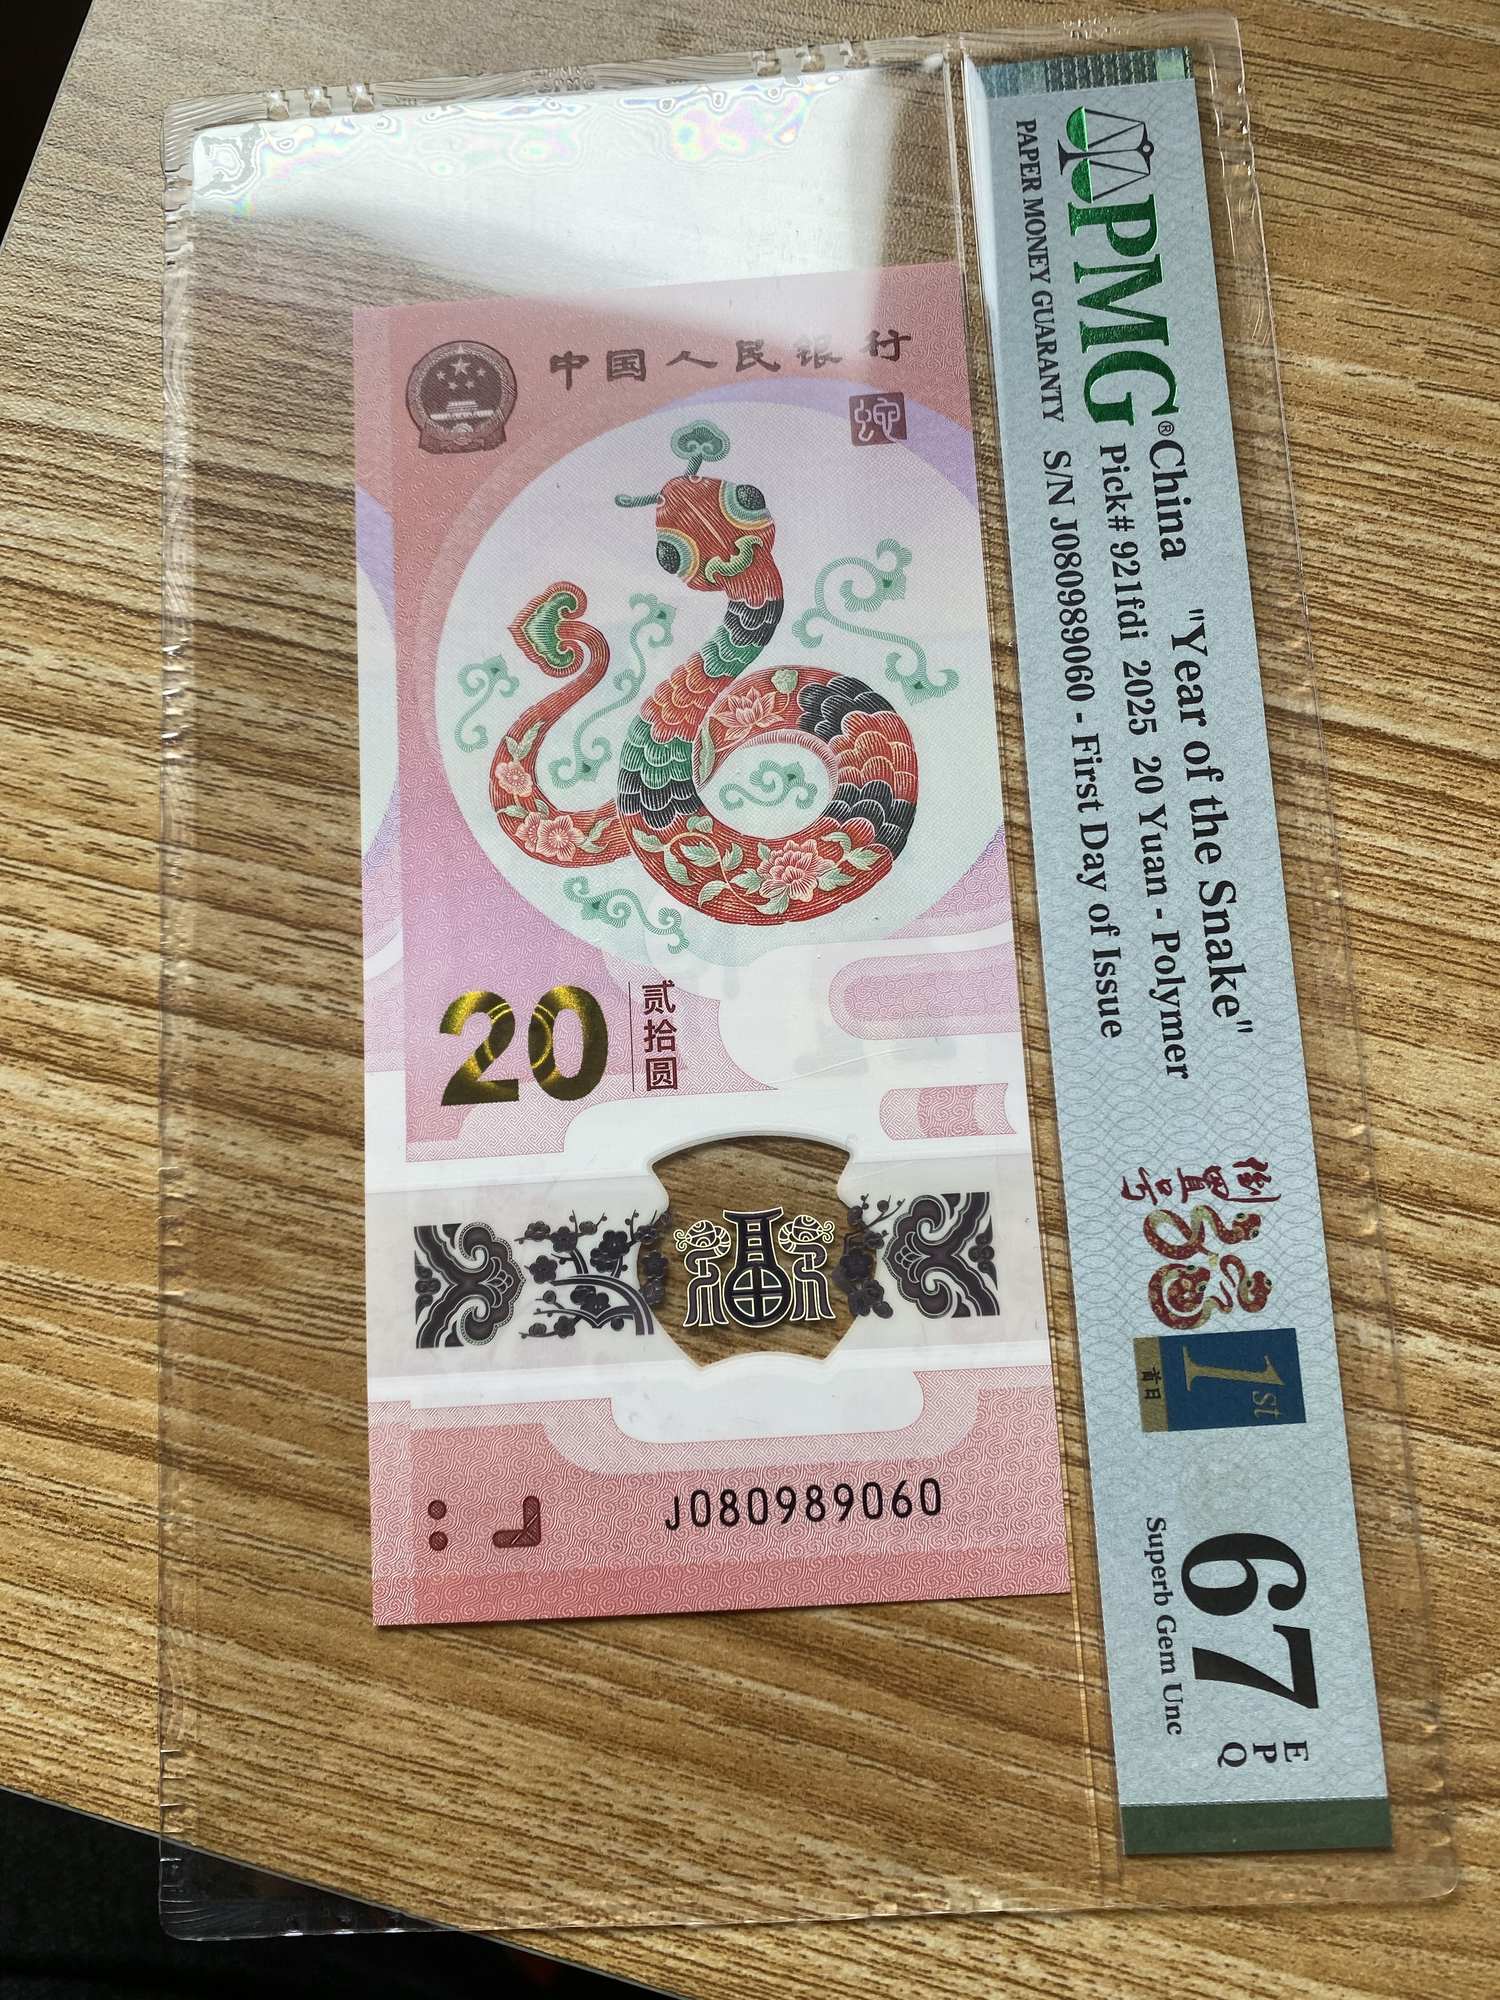 中国人民银行
蛇
20
贰拾圆
J080989060
PMG®
PAPER MONEY GUARANTY
China "Year of the Snake"
Pick# 921fdi 2025 20 Yuan - Polymer
S/N J080989060 - First Day of Issue
1st
首日
67
EPQ
Superb Gem Unc